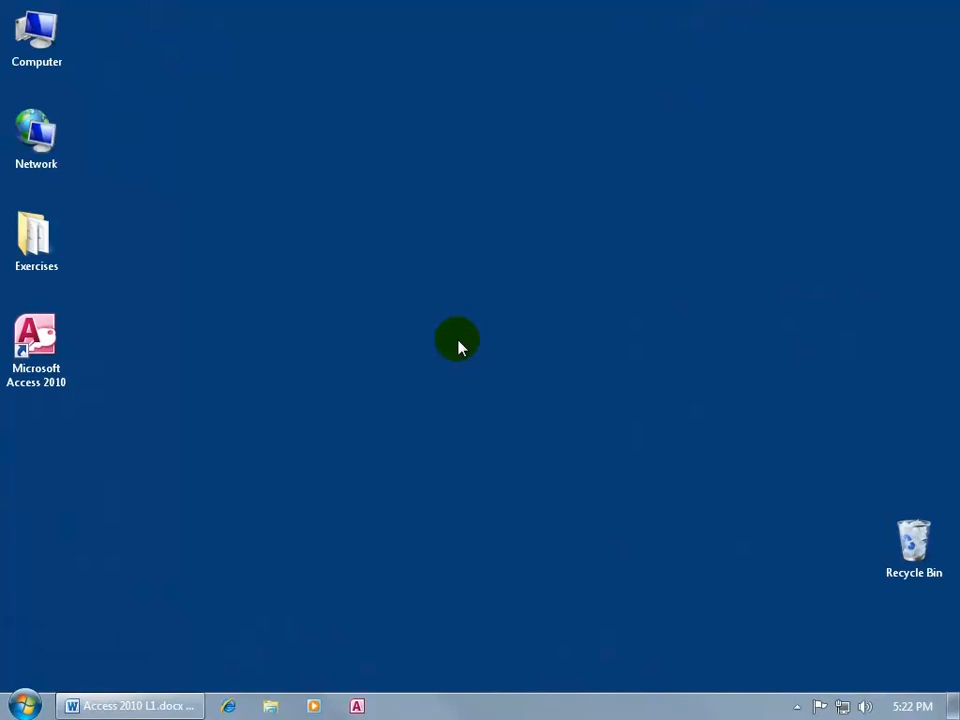 Computer
Network
Exercises
Microsoft
Access 2010
Recycle Bin
Access 2010 L1.docx ...
5:22 PM